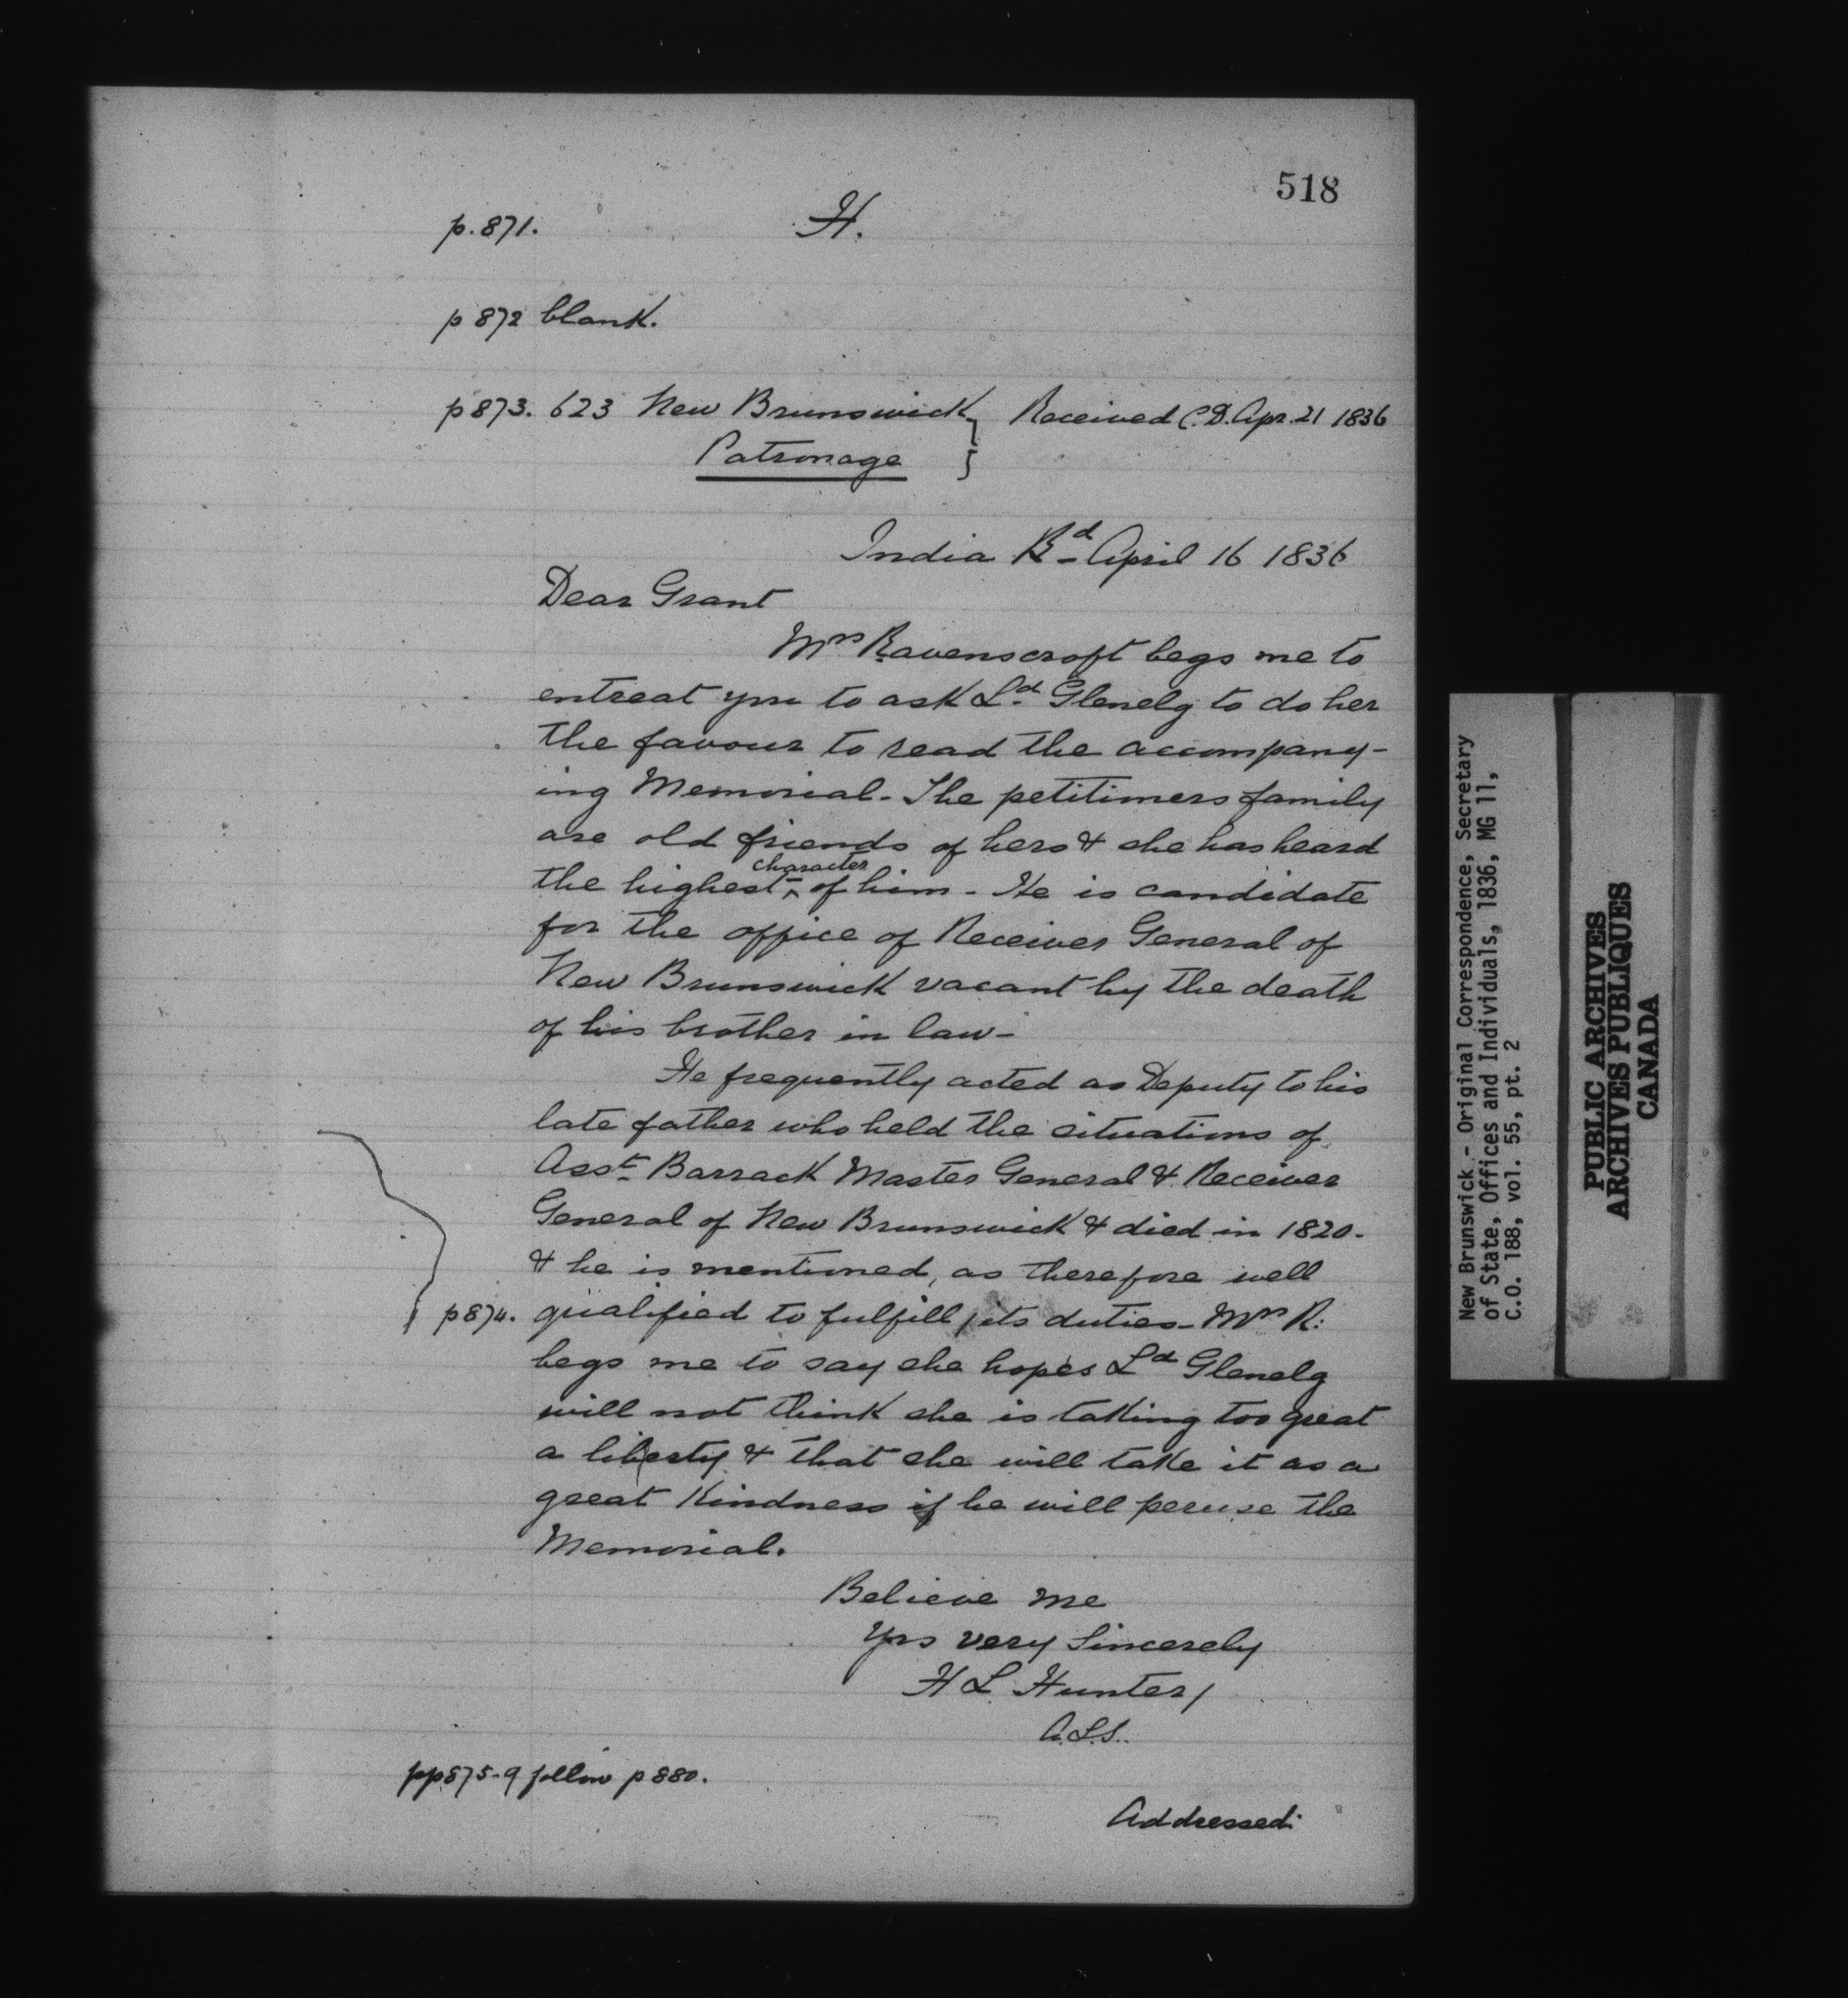 518
p. 871. H.
p 872 blank.
p 873. 623 New Brunswick } Received C.D. Apr. 21 1836
Patronage }
India Bd April 16 1836
Dear Grant
Mrs Ravenscroft begs me to
entreat you to ask Ld. Glenelg to do her
the favour to read the accompany-
ing Memorial - The petitioners family
are old friends of hers & she has heard
the highest ^character of him - He is candidate
for the office of Receiver General of
New Brunswick vacant by the death
of his brother in law -
He frequently acted as Deputy to his
late father who held the situations of
Asst Barrack Master General & Receiver
General of New Brunswick & died in 1820 -
& he is mentioned, as therefore well
p 874. qualified to fulfill / its duties - Mrs R:
begs me to say she hopes Ld Glenelg
will not think she is taking too great
a liberty & that she will take it as a
great Kindness if he will peruse the
Memorial.
Believe me
Yrs very Sincerely
H L Hunter /
A.L.S.
pp 875-9 follow p 880.
Addressed:
New Brunswick - Original Correspondence, Secretary
of State, Offices and Individuals, 1836, MG 11,
C.O. 188, vol. 55, pt. 2
PUBLIC ARCHIVES
ARCHIVES PUBLIQUES
CANADA